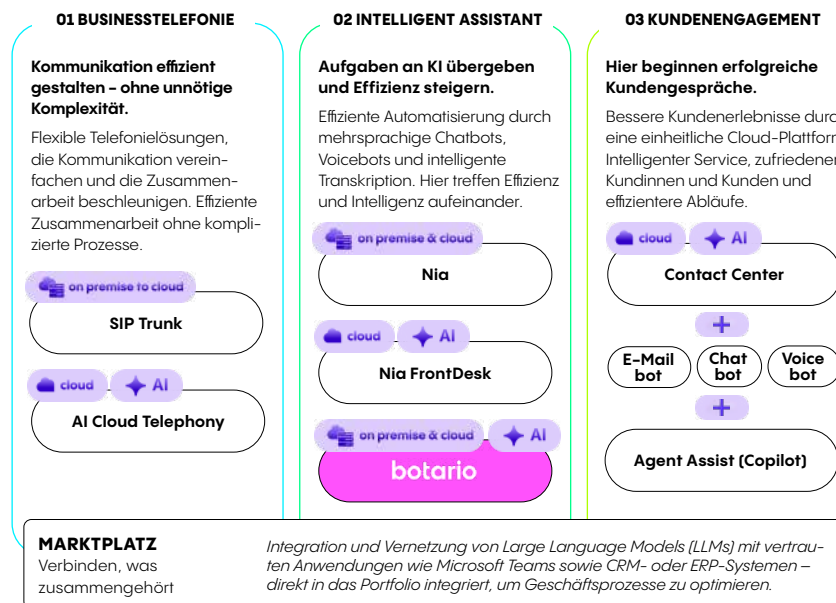 01 BUSINESSTELEFONIE
Kommunikation effizient
gestalten – ohne unnötige
Komplexität.
Flexible Telefonielösungen,
die Kommunikation verein-
fachen und die Zusammen-
arbeit beschleunigen. Effiziente
Zusammenarbeit ohne kompli-
zierte Prozesse.
on premise to cloud
SIP Trunk
cloud
AI
AI Cloud Telephony
02 INTELLIGENT ASSISTANT
Aufgaben an KI übergeben
und Effizienz steigern.
Effiziente Automatisierung durch
mehrsprachige Chatbots,
Voicebots und intelligente
Transkription. Hier treffen Effizienz
und Intelligenz aufeinander.
on premise & cloud
Nia
cloud
AI
Nia FrontDesk
on premise & cloud
AI
botario
03 KUNDENENGAGEMENT
Hier beginnen erfolgreiche
Kundengespräche.
Bessere Kundenerlebnisse
eine einheitliche
Intelligenter Service,
Kundinnen und Kunden und
effizientere Abläufe.
cloud
AI
Contact Center
+
E-Mail
bot
Chat
bot
Voice
bot
+
Agent Assist (Copilot)
MARKTPLATZ
Verbinden, was
zusammengehört
Integration und Vernetzung von Large Language Models (LLMs) mit vertrau-
ten Anwendungen wie Microsoft Teams sowie CRM- oder ERP-Systemen –
direkt in das Portfolio integriert, um Geschäftsprozesse zu optimieren.